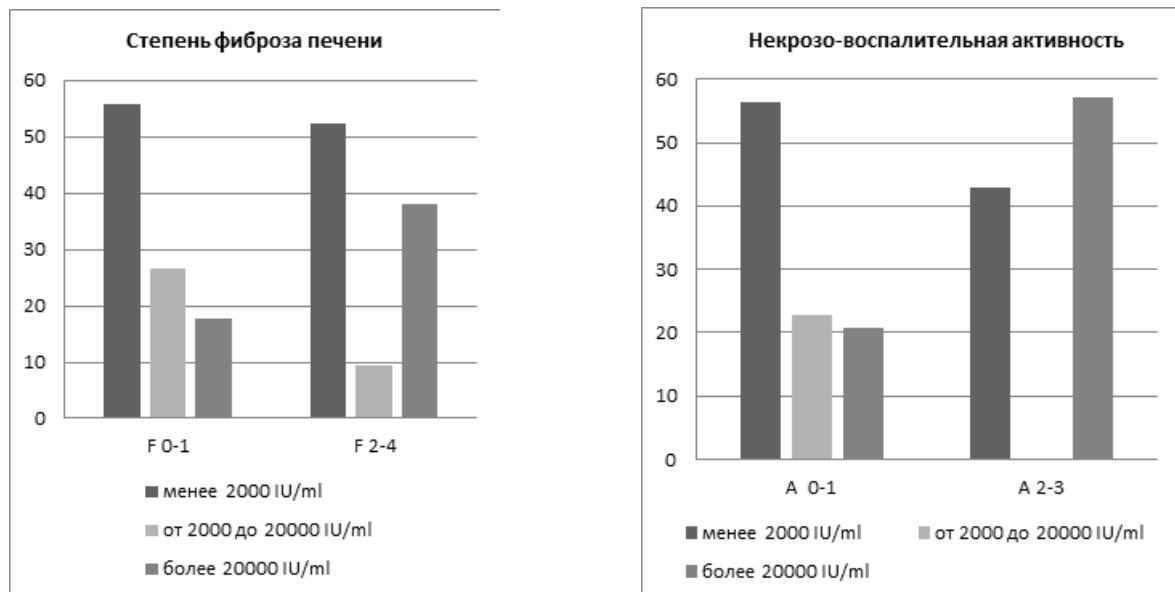 Степень фиброза печени
60
50
40
30
20
10
0
F 0-1 F 2-4
менее 2000 IU/ml
от 2000 до 20000 IU/ml
более 20000 IU/ml
Некрозо-воспалительная активность
60
50
40
30
20
10
0
А 0-1 А 2-3
менее 2000 IU/ml от 2000 до 20000 IU/ml
более 20000 IU/ml